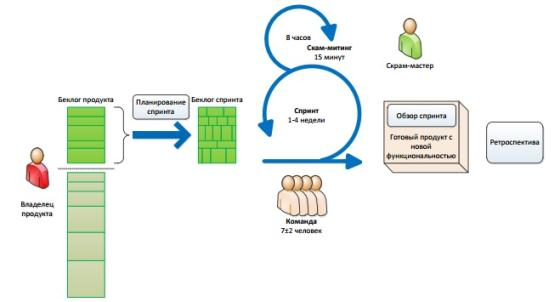 8 часов
Скам-митинг
15 минут
Скрам-мастер
Беклог продукта
Планирование
спринта
Беклог спринта
Спринт
1-4 недели
Обзор спринта
Готовый продукт с
новой
функциональностью
Ретроспектива
Владелец
продукта
Команда
7±2 человек